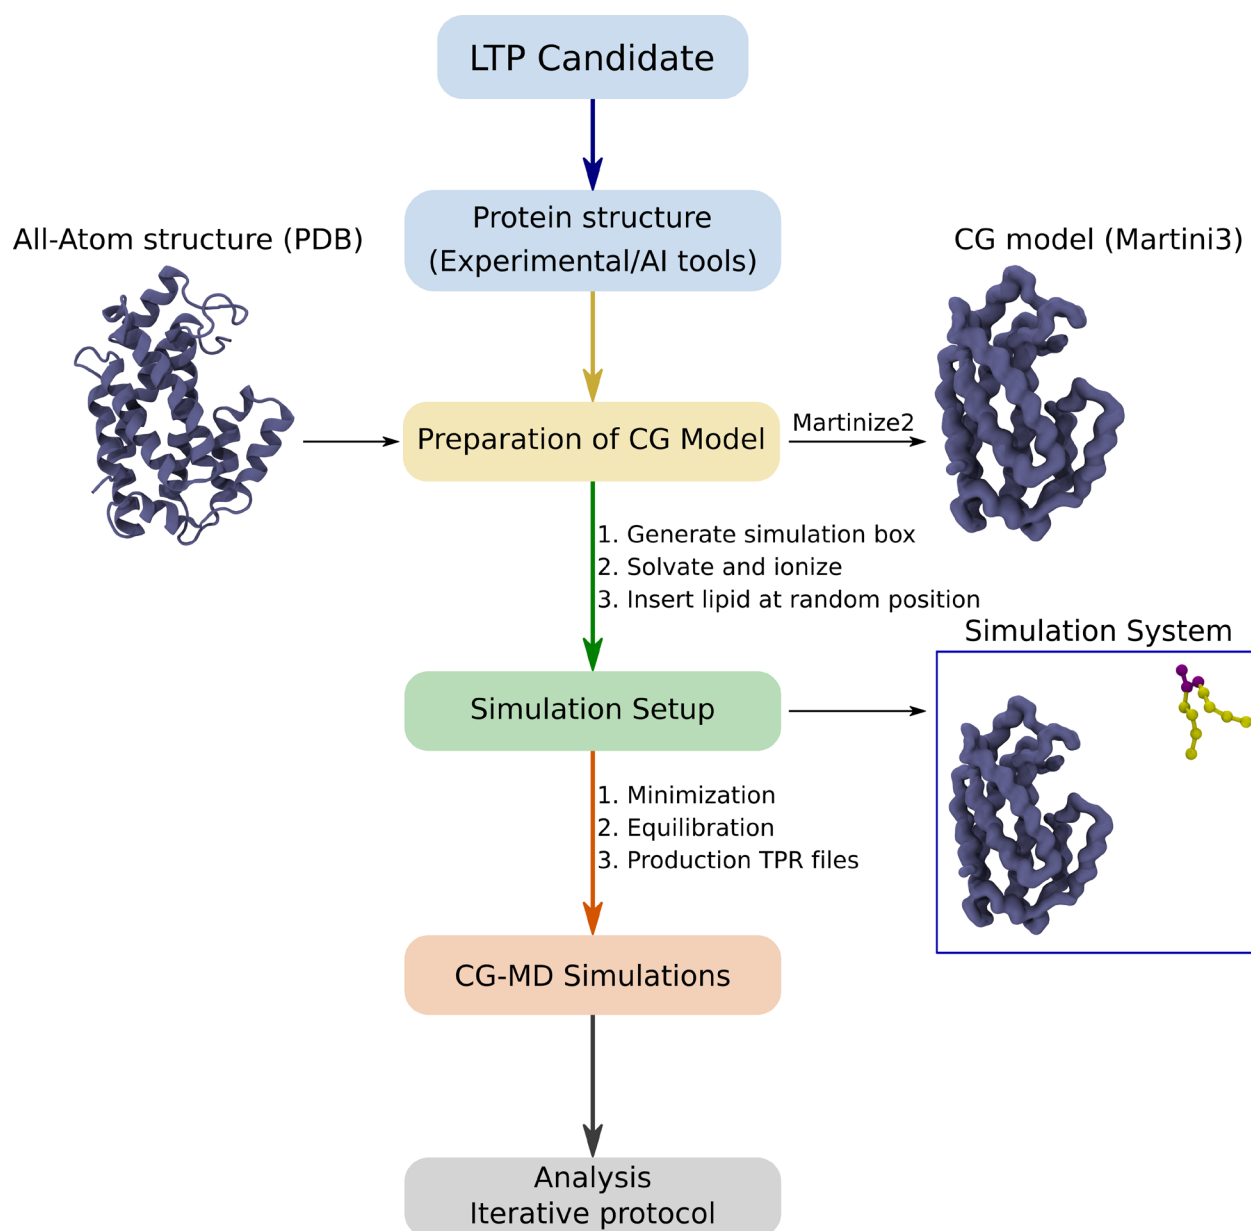 LTP Candidate
Protein structure
(Experimental/AI tools)
All-Atom structure (PDB)
CG model (Martini3)
Preparation of CG Model
Martinize2
1. Generate simulation box
2. Solvate and ionize
3. Insert lipid at random position
Simulation System
Simulation Setup
1. Minimization
2. Equilibration
3. Production TPR files
CG-MD Simulations
Analysis
Iterative protocol